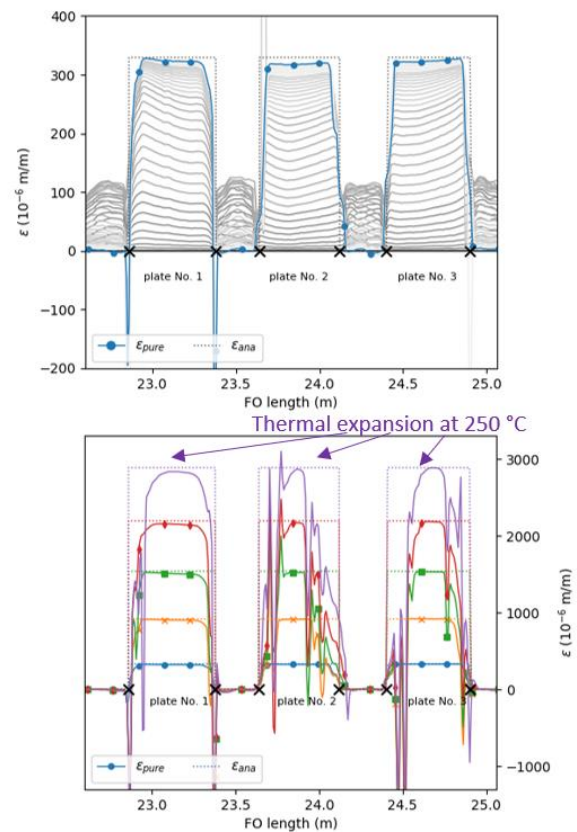 400
300
200
100
0
−100
−200
ε (10⁻⁶ m/m)
plate No. 1
plate No. 2
plate No. 3
ε_pure
ε_ana
23.0
23.5
24.0
24.5
25.0
FO length (m)
Thermal expansion at 250 °C
3000
2000
1000
0
−1000
ε (10⁻⁶ m/m)
plate No. 1
plate No. 2
plate No. 3
ε_pure
ε_ana
23.0
23.5
24.0
24.5
25.0
FO length (m)